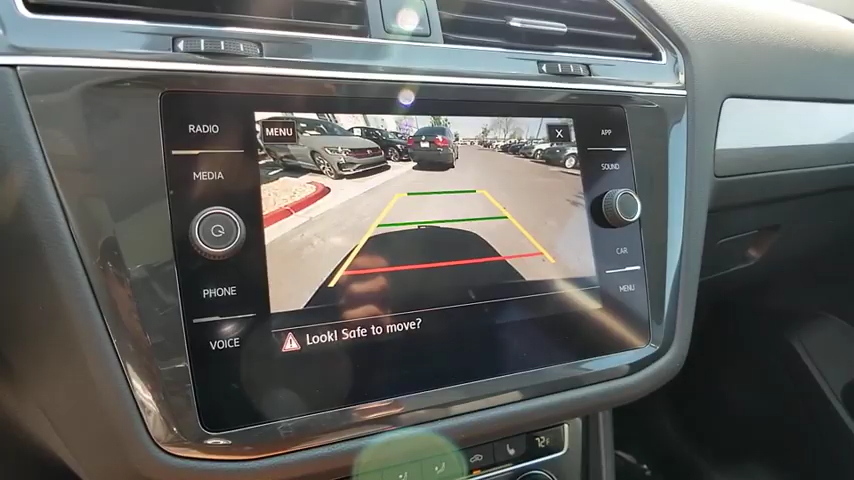 RADIO
MENU
X
APP
MEDIA
SOUND
PHONE
CAR
VOICE
MENU
Look! Safe to move?
72°F